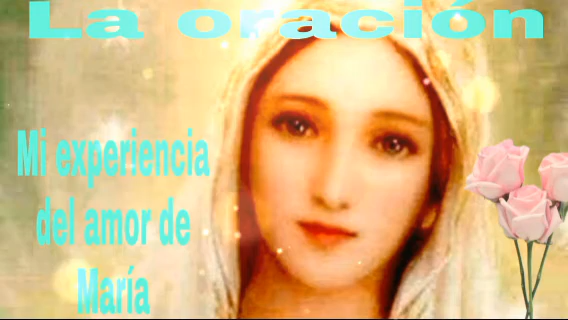 La oración
Mi experiencia
del amor de
María